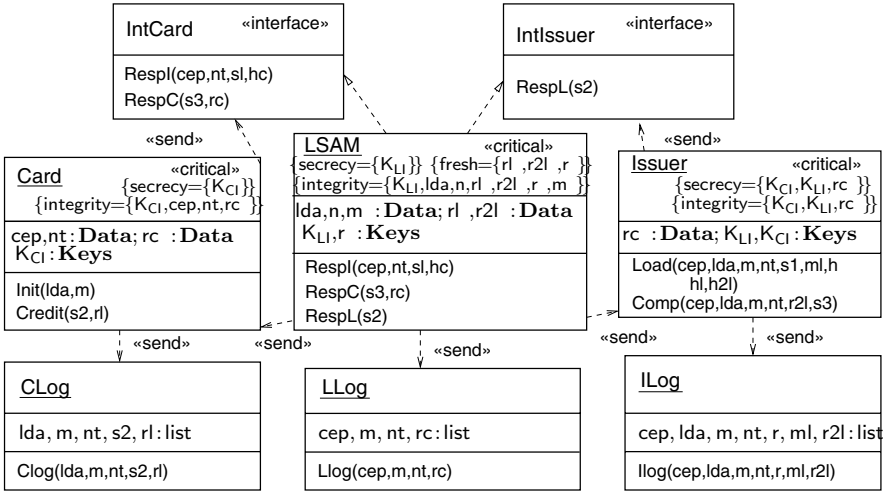 IntCard «interface»
RespI(cep,nt,sl,hc)
RespC(s3,rc)
IntIssuer «interface»
RespL(s2)
«send»
«send»
Card
«critical»
{secrecy={K_CI}}
{integrity={K_CI,cep,nt,rc }}
cep,nt:Data; rc :Data
K_CI:Keys
Init(lda,m)
Credit(s2,rl)
LSAM
«critical»
{secrecy={K_LI}} {fresh={rl ,r2l ,r }}
{integrity={K_LI,lda,n,rl ,r2l ,r ,m }}
lda,n,m :Data; rl ,r2l :Data
K_LI,r :Keys
RespI(cep,nt,sl,hc)
RespC(s3,rc)
RespL(s2)
Issuer
«critical»
{secrecy={K_CI,K_LI,rc }}
{integrity={K_CI,K_LI,rc }}
rc :Data; K_LI,K_CI:Keys
Load(cep,lda,m,nt,s1,ml,h
hl,h2l)
Comp(cep,lda,m,nt,r2l,s3)
«send»
«send»
«send»
«send»
«send»
CLog
lda, m, nt, s2, rl:list
Clog(lda,m,nt,s2,rl)
LLog
cep, m, nt, rc:list
Llog(cep,m,nt,rc)
ILog
cep, lda, m, nt, r, ml, r2l:list
Ilog(cep,lda,m,nt,r,ml,r2l)